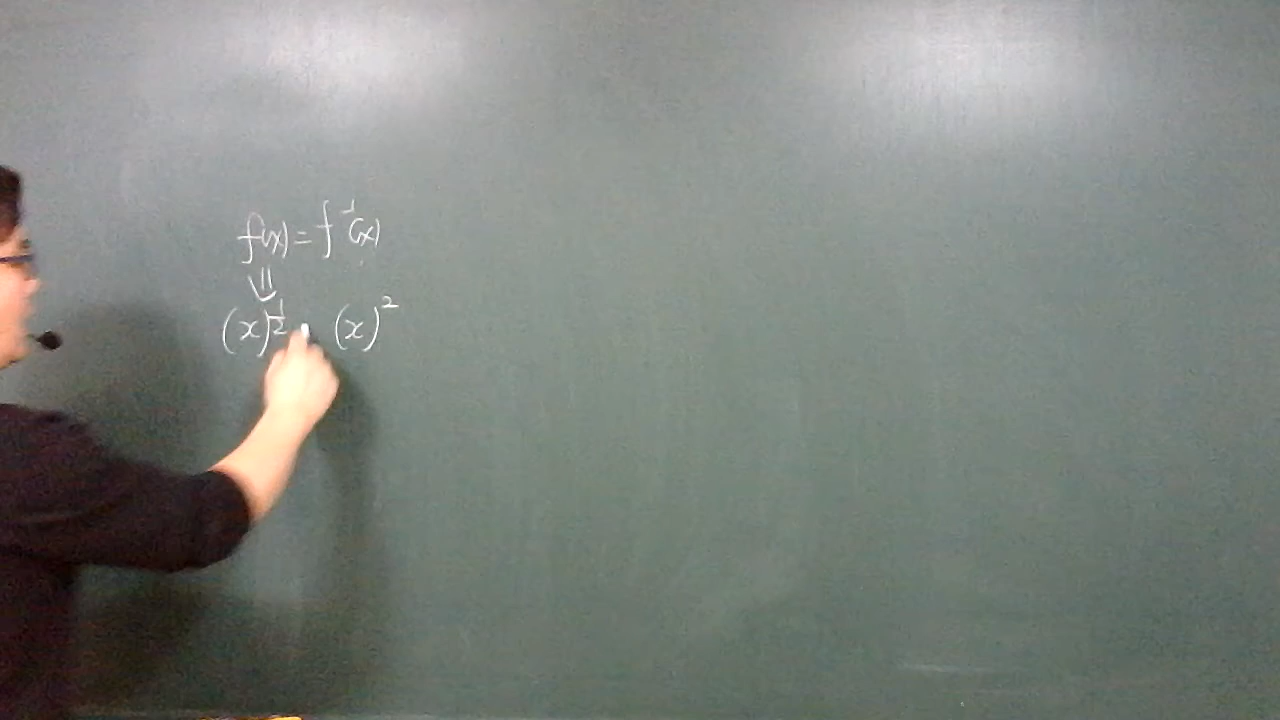 f(x) = f⁻¹(x)
⇓
(x)^{1/2} (x)²